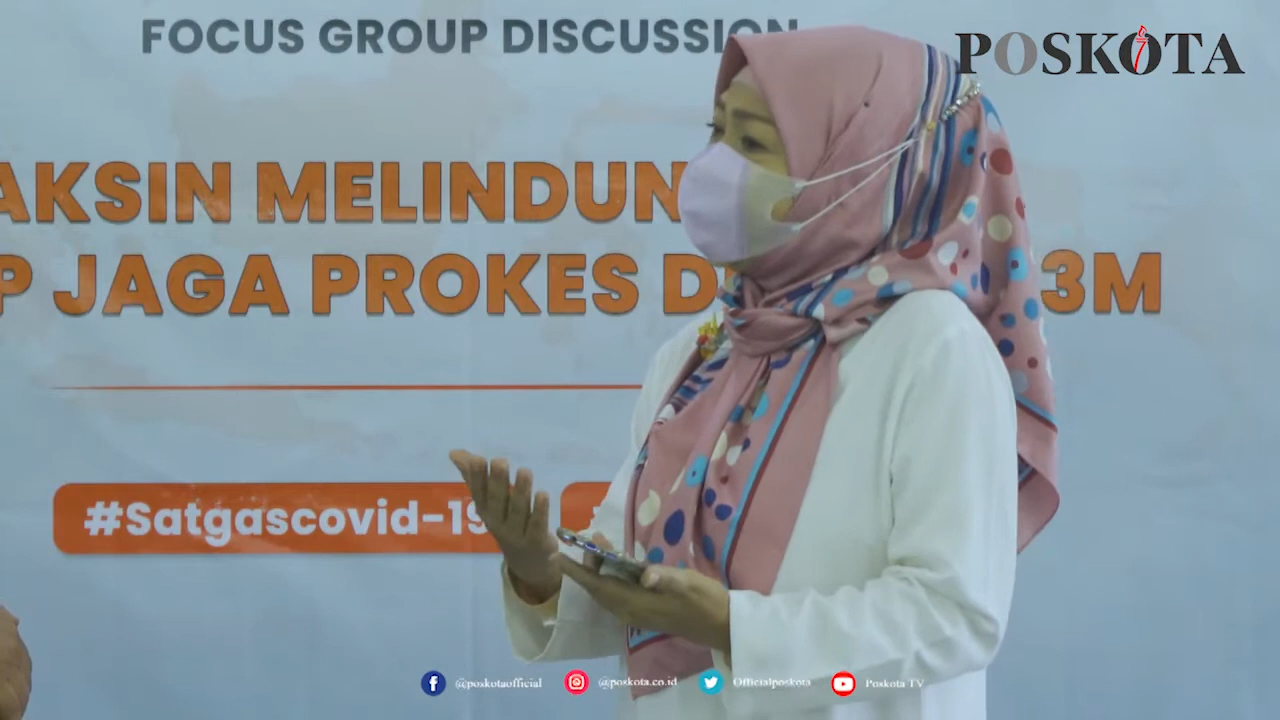 FOCUS GROUP DISCUSSION
POSKOTA
AKSIN MELINDUN
P JAGA PROKES D 3M
#Satgascovid-19
@poskotaofficial
@poskota.co.id
Officialposkota
Poskota TV